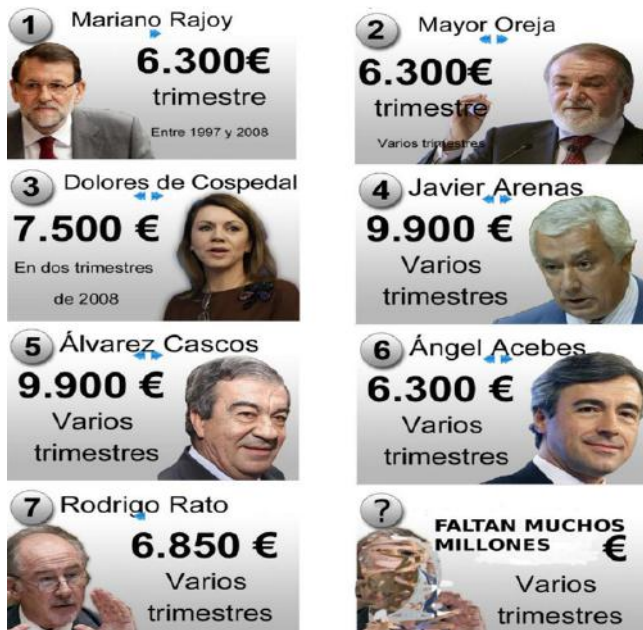 1 Mariano Rajoy
6.300€
trimestre
Entre 1997 y 2008
2 Mayor Oreja
6.300€
trimestre
Varios trimestres
3 Dolores de Cospedal
7.500 €
En dos trimestres
de 2008
4 Javier Arenas
9.900 €
Varios
trimestres
5 Álvarez Cascos
9.900 €
Varios
trimestres
6 Ángel Acebes
6.300 €
Varios
trimestres
7 Rodrigo Rato
6.850 €
Varios
trimestres
?
FALTAN MUCHOS
MILLONES €
Varios
trimestres